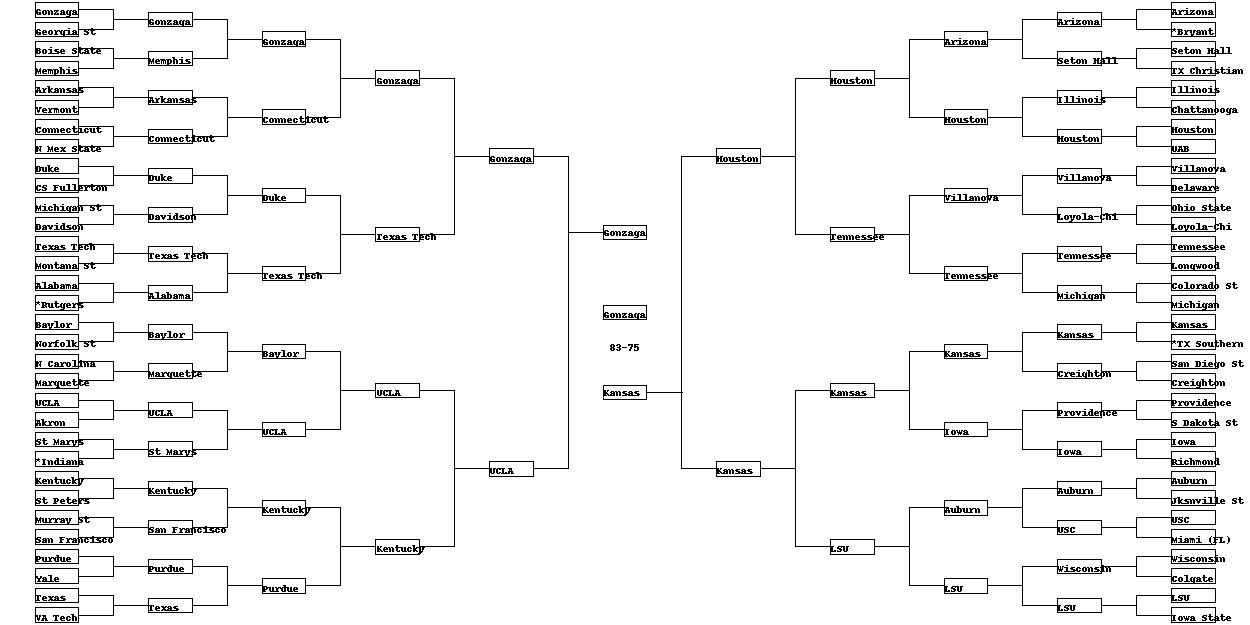 Gonzaga
Georgia St
Boise State
Memphis
Arkansas
Vermont
Connecticut
N Mex State
Duke
CS Fullerton
Michigan St
Davidson
Texas Tech
Montana St
Alabama
*Rutgers
Baylor
Norfolk St
N Carolina
Marquette
UCLA
Akron
St Marys
*Indiana
Kentucky
St Peters
Murray St
San Francisco
Purdue
Yale
Texas
VA Tech
Gonzaga
Memphis
Arkansas
Connecticut
Duke
Davidson
Texas Tech
Alabama
Baylor
Marquette
UCLA
St Marys
Kentucky
San Francisco
Purdue
Texas
Gonzaga
Connecticut
Duke
Texas Tech
Baylor
UCLA
Kentucky
Purdue
Gonzaga
Texas Tech
UCLA
Kentucky
Gonzaga
UCLA
Gonzaga
Gonzaga
83-75
Kansas
Houston
Kansas
Houston
Tennessee
Kansas
LSU
Arizona
Houston
Villanova
Tennessee
Kansas
Iowa
Auburn
LSU
Arizona
Seton Hall
Illinois
Houston
Villanova
Loyola-Chi
Tennessee
Michigan
Kansas
Creighton
Providence
Iowa
Auburn
USC
Wisconsin
LSU
Arizona
*Bryant
Seton Hall
TX Christian
Illinois
Chattanooga
Houston
UAB
Villanova
Delaware
Ohio State
Loyola-Chi
Tennessee
Longwood
Colorado St
Michigan
Kansas
*TX Southern
San Diego St
Creighton
Providence
S Dakota St
Iowa
Richmond
Auburn
Jksnville St
USC
Miami (FL)
Wisconsin
Colgate
LSU
Iowa State